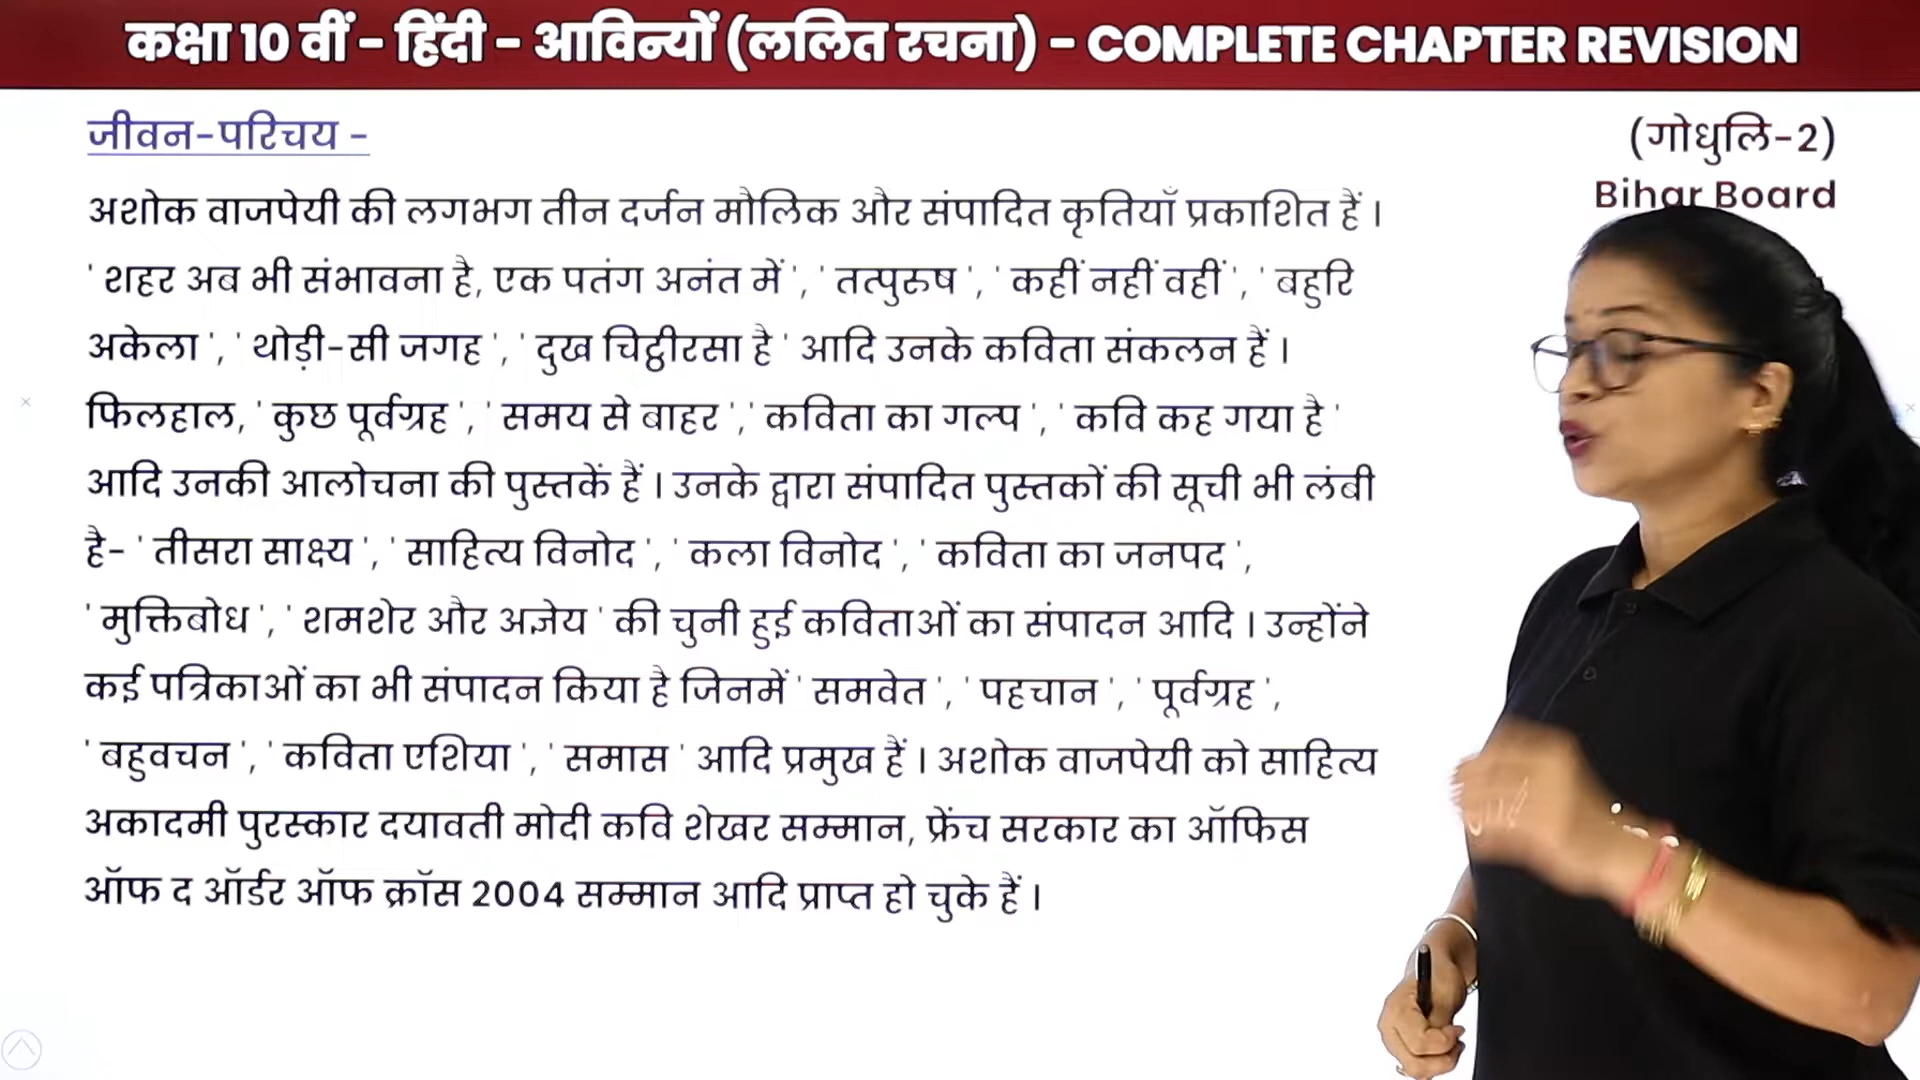 कक्षा 10 वीं - हिंदी - आविन्यों (ललित रचना) - COMPLETE CHAPTER REVISION
जीवन-परिचय -
(गोधुलि-2)
Bihar Board
अशोक वाजपेयी की लगभग तीन दर्जन मौलिक और संपादित कृतियाँ प्रकाशित हैं ।
' शहर अब भी संभावना है, एक पतंग अनंत में ', ' तत्पुरुष ', ' कहीं नहीं वहीं ', ' बहुरि
अकेला ', ' थोड़ी-सी जगह ', ' दुख चिट्ठीरसा है ' आदि उनके कविता संकलन हैं ।
फिलहाल, ' कुछ पूर्वग्रह ', ' समय से बाहर ',' कविता का गल्प ', ' कवि कह गया है '
आदि उनकी आलोचना की पुस्तकें हैं । उनके द्वारा संपादित पुस्तकों की सूची भी लंबी
है- ' तीसरा साक्ष्य ', ' साहित्य विनोद ', ' कला विनोद ', ' कविता का जनपद ',
' मुक्तिबोध ', ' शमशेर और अज्ञेय ' की चुनी हुई कविताओं का संपादन आदि । उन्होंने
कई पत्रिकाओं का भी संपादन किया है जिनमें ' समवेत ', ' पहचान ', ' पूर्वग्रह ',
' बहुवचन ', ' कविता एशिया ', ' समास ' आदि प्रमुख हैं । अशोक वाजपेयी को साहित्य
अकादमी पुरस्कार दयावती मोदी कवि शेखर सम्मान, फ्रेंच सरकार का ऑफिस
ऑफ द ऑर्डर ऑफ क्रॉस 2004 सम्मान आदि प्राप्त हो चुके हैं ।